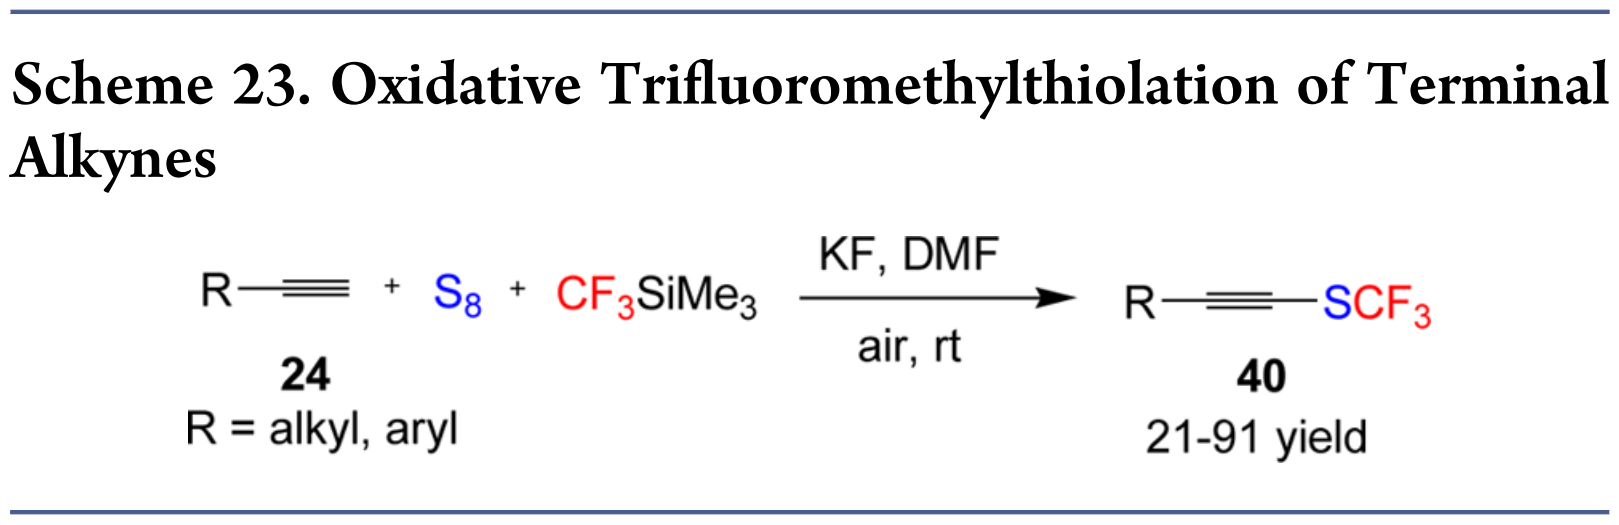 Scheme 23. Oxidative Trifluoromethylthiolation of Terminal
Alkynes
R + S8 + CF3SiMe3
KF, DMF
air, rt
R SCF3
24
R = alkyl, aryl
40
21-91 yield